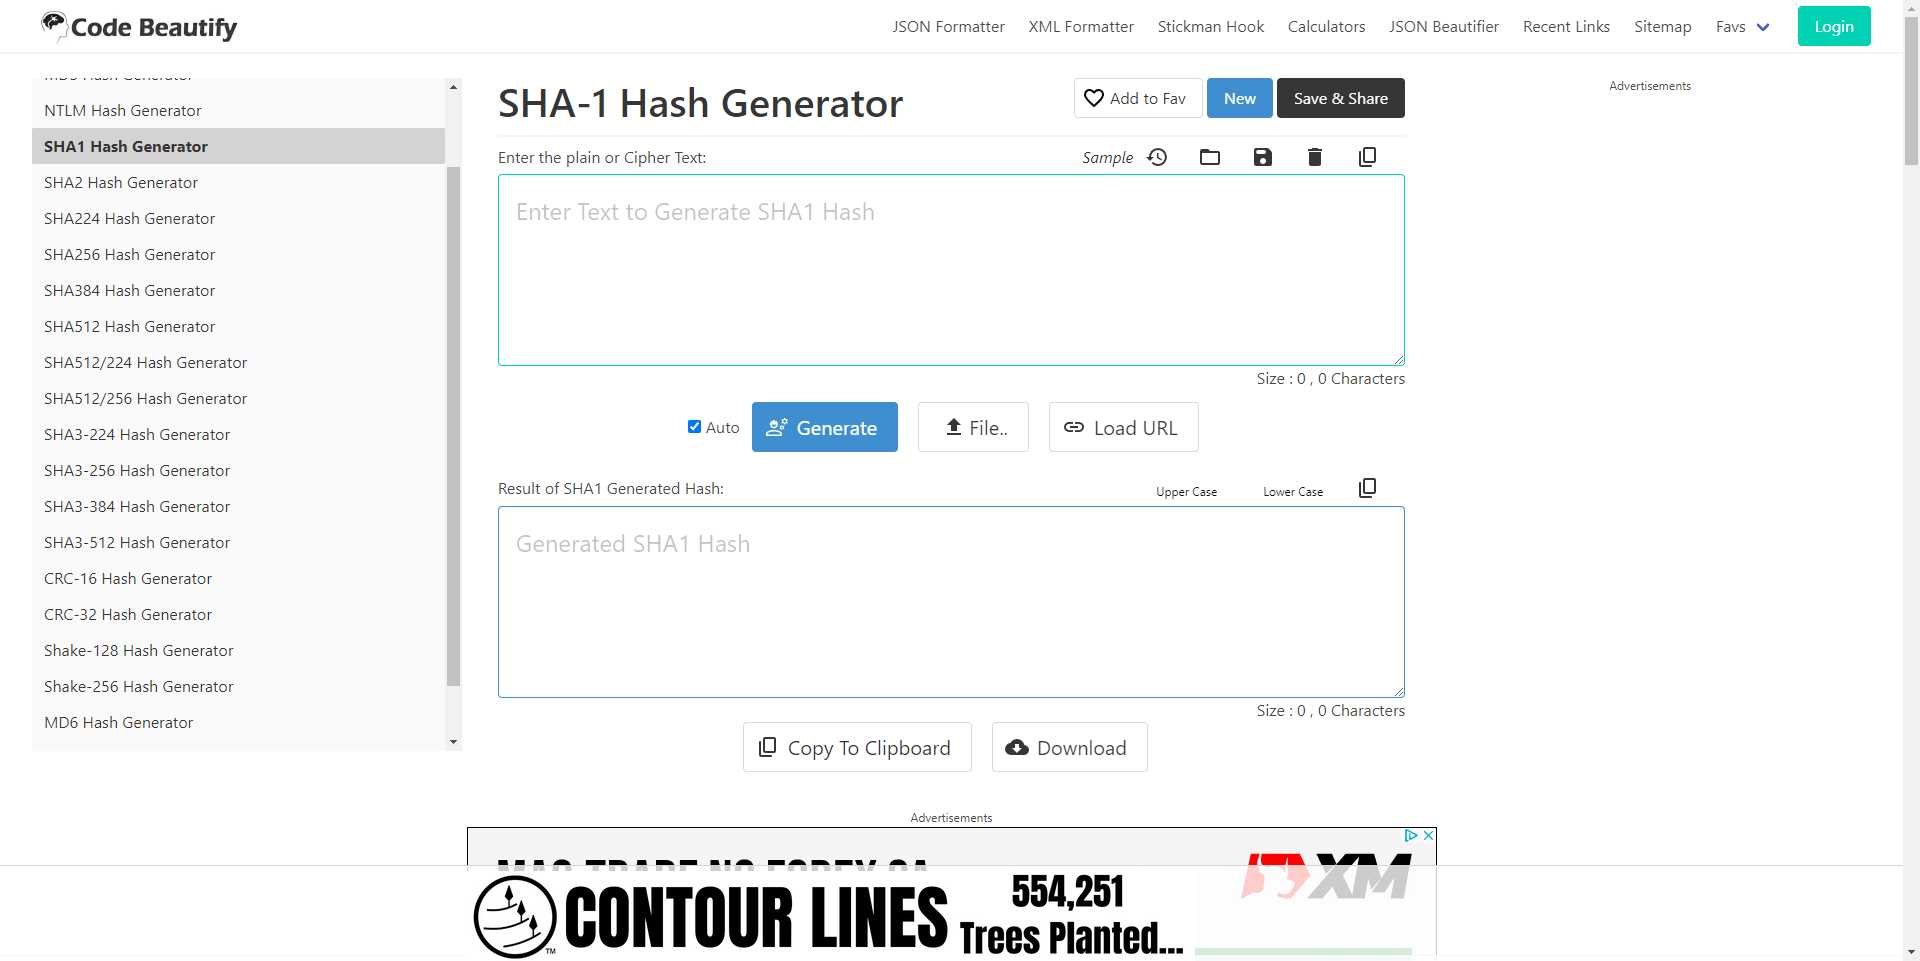 Code Beautify
JSON Formatter
XML Formatter
Stickman Hook
Calculators
JSON Beautifier
Recent Links
Sitemap
Favs
Login
NTLM Hash Generator
SHA1 Hash Generator
SHA2 Hash Generator
SHA224 Hash Generator
SHA256 Hash Generator
SHA384 Hash Generator
SHA512 Hash Generator
SHA512/224 Hash Generator
SHA512/256 Hash Generator
SHA3-224 Hash Generator
SHA3-256 Hash Generator
SHA3-384 Hash Generator
SHA3-512 Hash Generator
CRC-16 Hash Generator
CRC-32 Hash Generator
Shake-128 Hash Generator
Shake-256 Hash Generator
MD6 Hash Generator
SHA-1 Hash Generator
Add to Fav
New
Save & Share
Enter the plain or Cipher Text:
Sample
Enter Text to Generate SHA1 Hash
Size : 0 , 0 Characters
Auto
Generate
File..
Load URL
Result of SHA1 Generated Hash:
Upper Case
Lower Case
Generated SHA1 Hash
Size : 0 , 0 Characters
Copy To Clipboard
Download
Advertisements
Advertisements
XM
CONTOUR LINES
TM
554,251
Trees Planted...